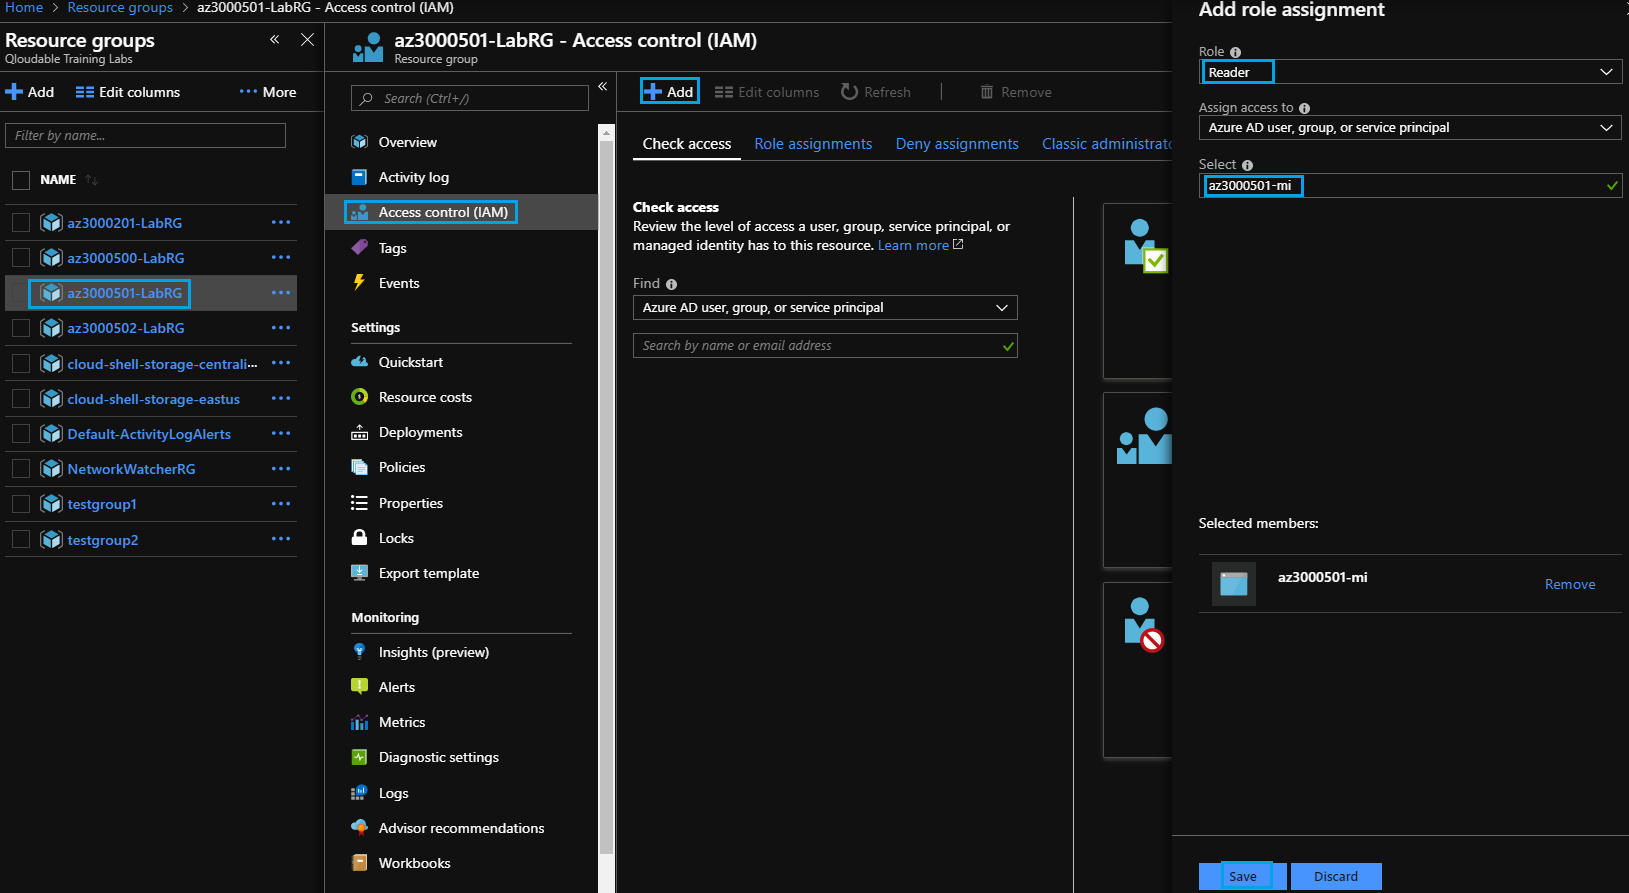 Home > Resource groups > az3000501-LabRG - Access control (IAM)
Resource groups
Qloudable Training Labs
Add Edit columns ••• More
Filter by name...
NAME
az3000201-LabRG
az3000500-LabRG
az3000501-LabRG
az3000502-LabRG
cloud-shell-storage-centrali...
cloud-shell-storage-eastus
Default-ActivityLogAlerts
NetworkWatcherRG
testgroup1
testgroup2
az3000501-LabRG - Access control (IAM)
Resource group
Search (Ctrl+/)
Overview
Activity log
Access control (IAM)
Tags
Events
Settings
Quickstart
Resource costs
Deployments
Policies
Properties
Locks
Export template
Monitoring
Insights (preview)
Alerts
Metrics
Diagnostic settings
Logs
Advisor recommendations
Workbooks
Add Edit columns Refresh Remove
Check access Role assignments Deny assignments Classic administrato
Check access
Review the level of access a user, group, service principal, or
managed identity has to this resource. Learn more
Find
Azure AD user, group, or service principal
Search by name or email address
Add role assignment
Role
Reader
Assign access to
Azure AD user, group, or service principal
Select
az3000501-mi
Selected members:
az3000501-mi
Remove
Save Discard